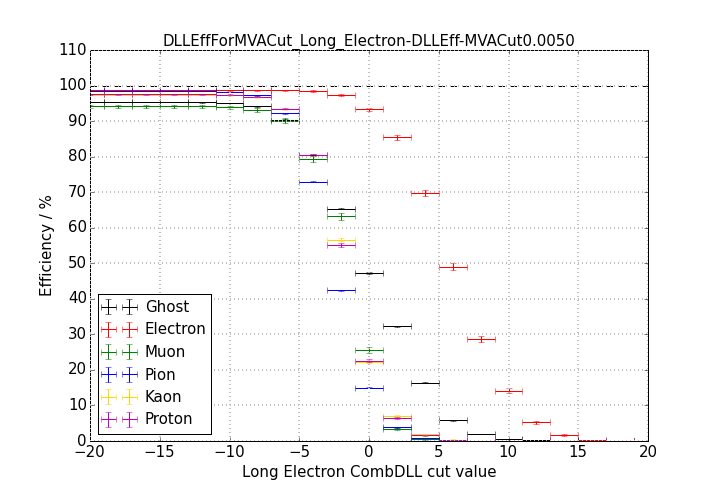 DLLEffForMVACut_Long_Electron-DLLEff-MVACut0.0050
110
100
90
80
70
60
50
40
30
20
10
0
Efficiency / %
Ghost
Electron
Muon
Pion
Kaon
Proton
−20 −15 −10 −5 0 5 10 15 20
Long Electron CombDLL cut value